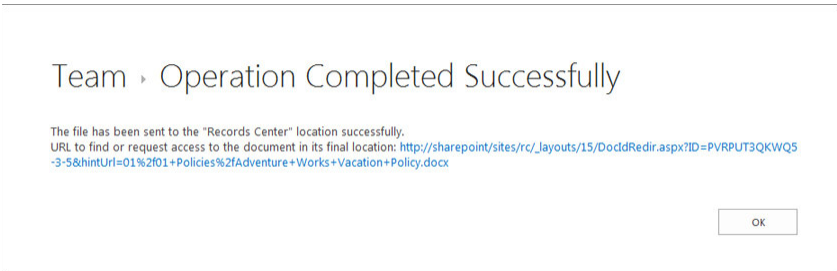 Team ▸ Operation Completed Successfully
The file has been sent to the "Records Center" location successfully.
URL to find or request access to the document in its final location: http://sharepoint/sites/rc/_layouts/15/DocIdRedir.aspx?ID=PVRPUT3QKWQ5
-3-5&hintUrl=01%2f01+Policies%2fAdventure+Works+Vacation+Policy.docx
OK